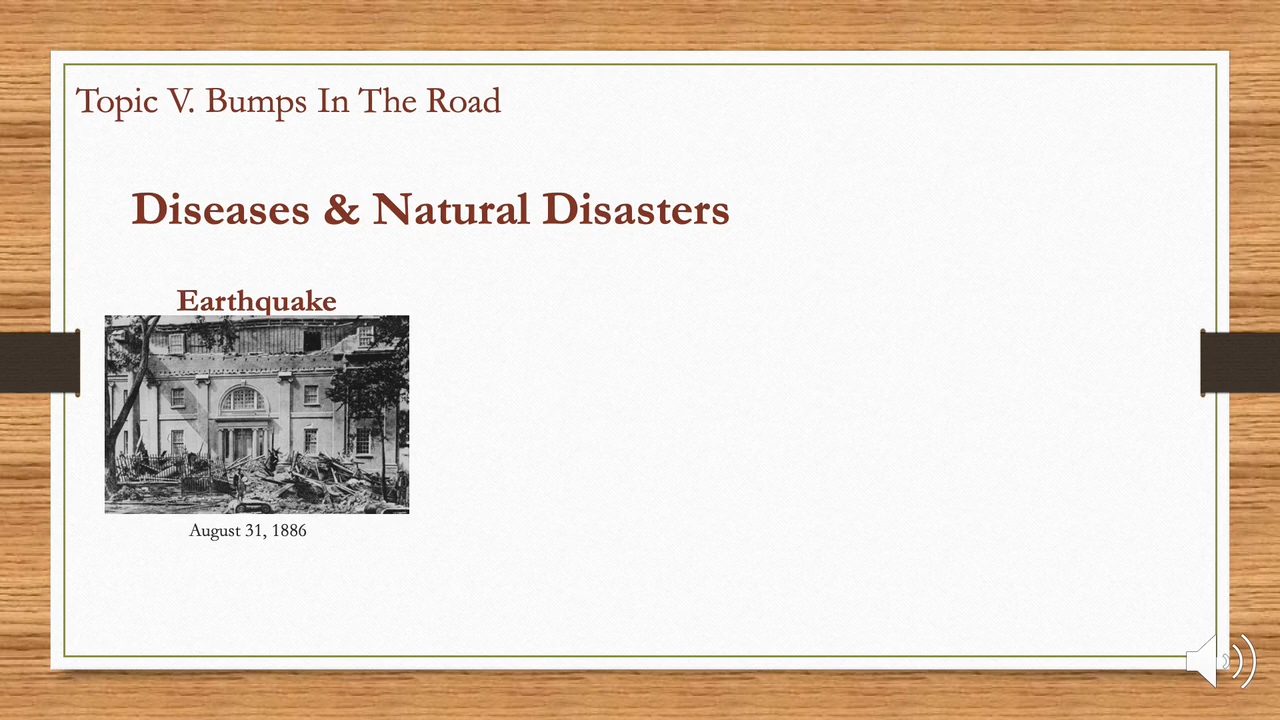 Topic V. Bumps In The Road
Diseases & Natural Disasters
Earthquake
August 31, 1886